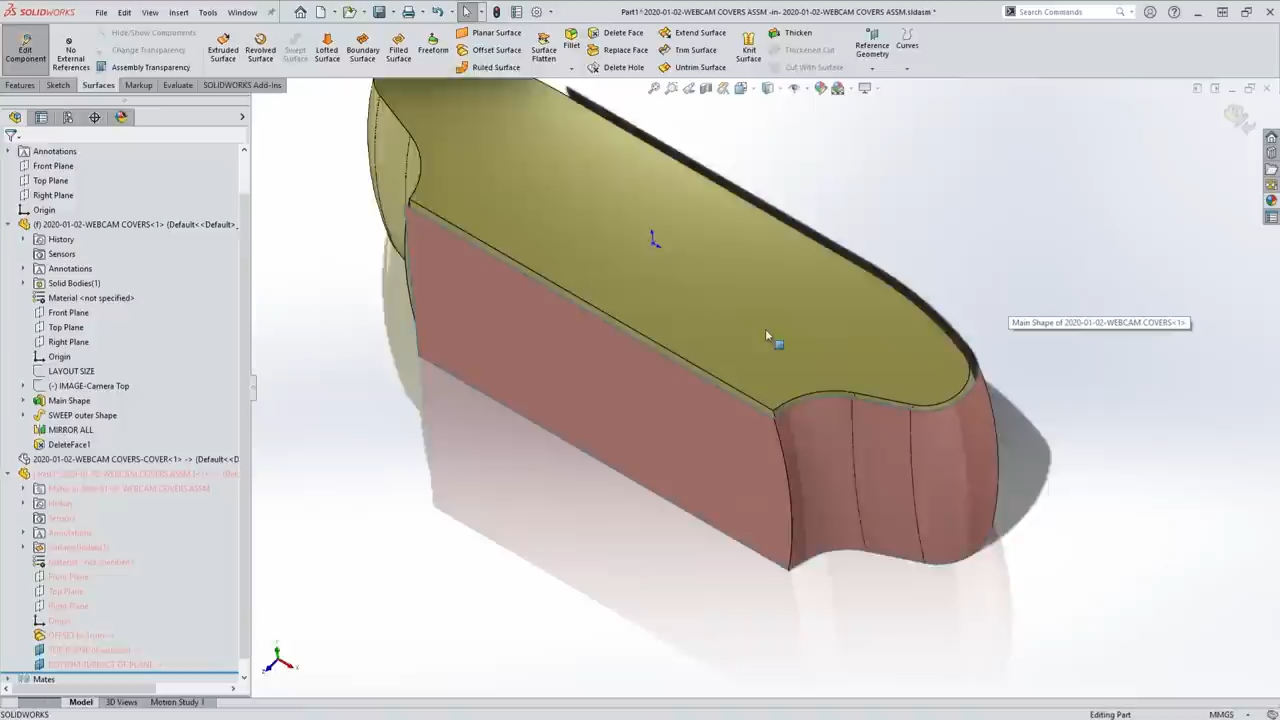 SOLIDWORKS File Edit View Insert Tools Window Part1^2020-01-02-WEBCAM COVERS ASSM -in- 2020-01-02-WEBCAM COVERS ASSM.sldasm * Search Commands
Edit Component
No External References
Hide/Show Components
Change Transparency
Assembly Transparency
Extruded Surface
Revolved Surface
Swept Surface
Lofted Surface
Boundary Surface
Filled Surface
Freeform
Planar Surface
Offset Surface
Ruled Surface
Surface Flatten
Fillet
Delete Face
Replace Face
Delete Hole
Extend Surface
Trim Surface
Untrim Surface
Knit Surface
Thicken
Thickened Cut
Cut With Surface
Reference Geometry
Curves
Features Sketch Surfaces Markup Evaluate SOLIDWORKS Add-Ins
Annotations
Front Plane
Top Plane
Right Plane
Origin
(f) 2020-01-02-WEBCAM COVERS<1> (Default<<Default>_
History
Sensors
Annotations
Solid Bodies(1)
Material <not specified>
Front Plane
Top Plane
Right Plane
Origin
LAYOUT SIZE
(-) IMAGE-Camera Top
Main Shape
SWEEP outer Shape
MIRROR ALL
DeleteFace1
2020-01-02-WEBCAM COVERS-COVER<1> -> (Default<<D
Annotations
Front Plane
Top Plane
Right Plane
Mates
Main Shape of 2020-01-02-WEBCAM COVERS<1>
Model 3D Views Motion Study 1
SOLIDWORKS Editing Part MMGS